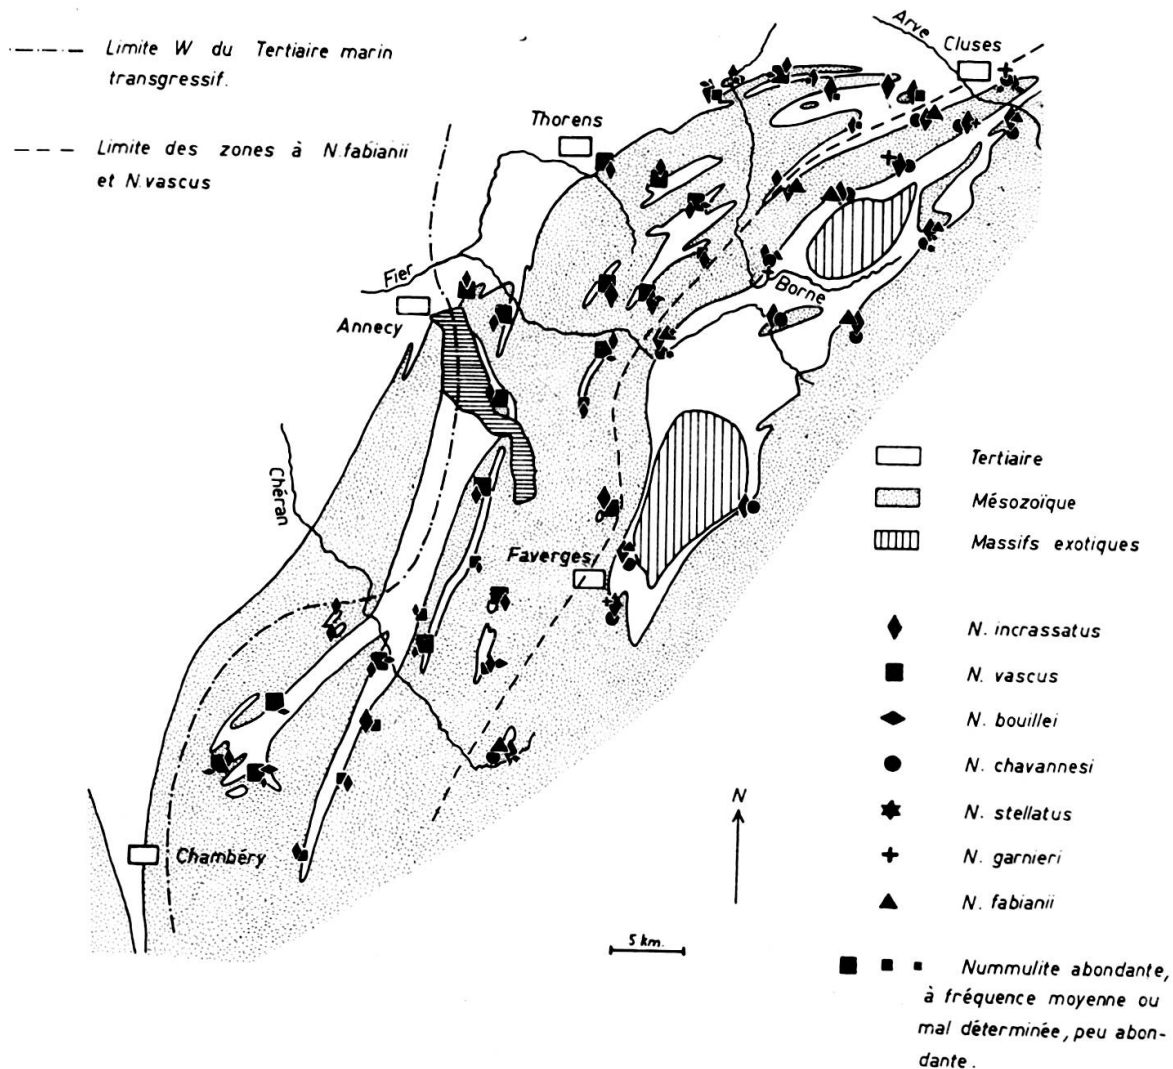 Limite W du Tertiaire marin
transgressif.
Limite des zones à N. fabianii
et N. vascus
Arve
Cluses
Thorens
Fier
Annecy
Borne
Chéran
Faverges
Chambéry
N
5 km.
Tertiaire
Mésozoïque
Massifs exotiques
N. incrassatus
N. vascus
N. bouillei
N. chavannesi
N. stellatus
N. garnieri
N. fabianii
Nummulite abondante,
à fréquence moyenne ou
mal déterminée, peu abon-
dante.